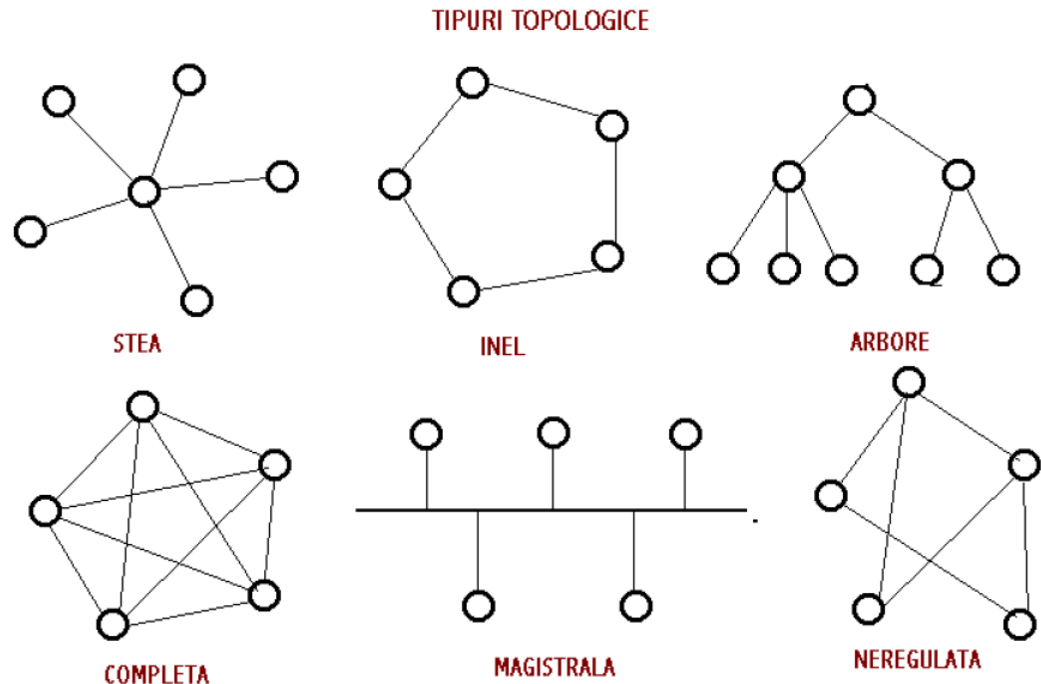 TIPURI TOPOLOGICE
STEA
INEL
ARBORE
COMPLETA
MAGISTRALA
NEREGULATA